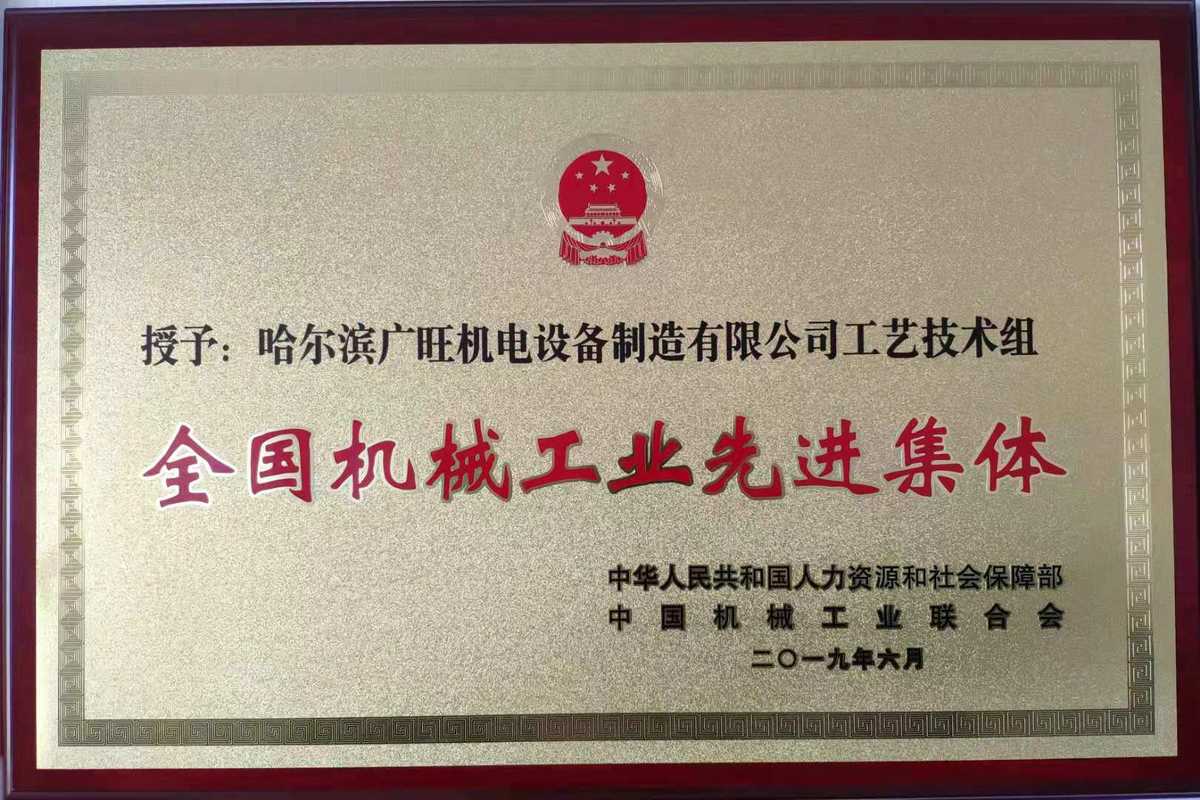 授予：哈尔滨广旺机电设备制造有限公司工艺技术组
全国机械工业先进集体
中华人民共和国人力资源和社会保障部
中国机械工业联合会
二〇一九年六月